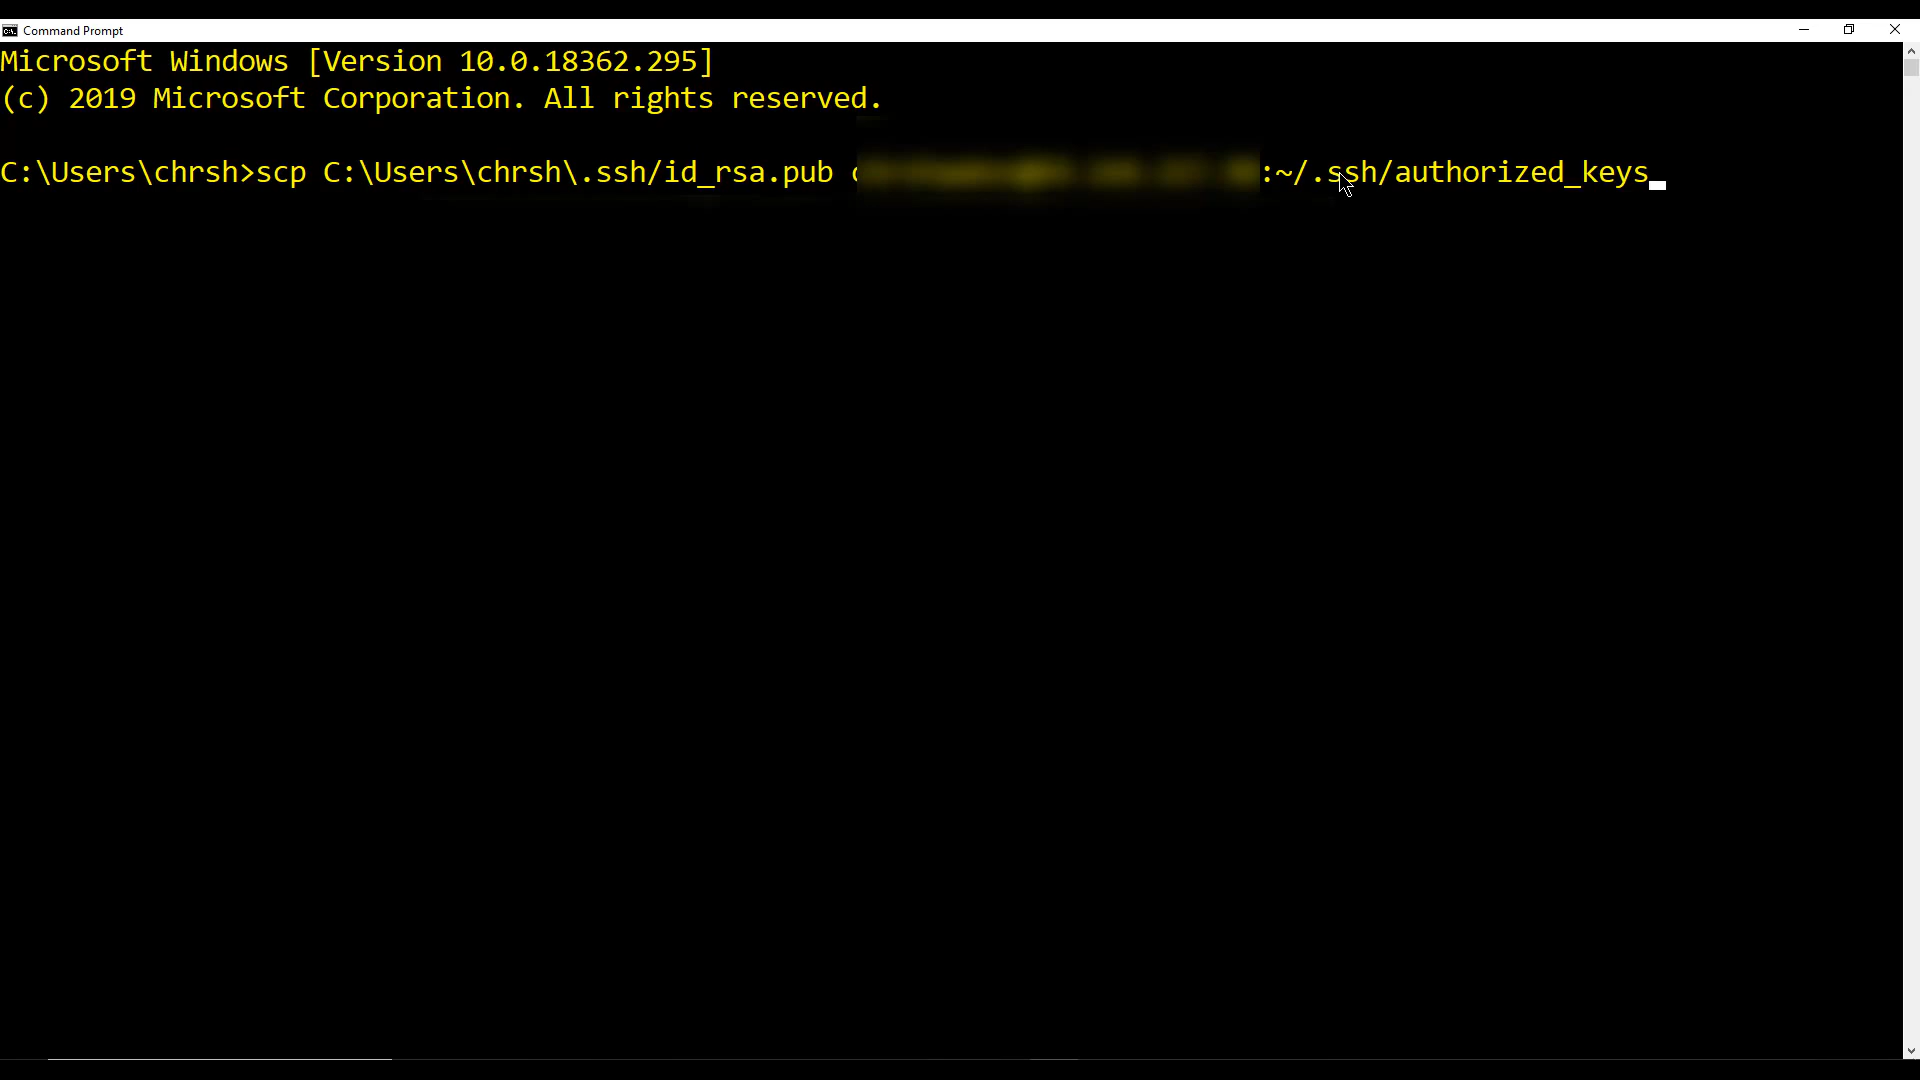 Command Prompt
Microsoft Windows [Version 10.0.18362.295]
(c) 2019 Microsoft Corporation. All rights reserved.
C:\Users\chrsh>scp C:\Users\chrsh\.ssh/id_rsa.pub :~/.ssh/authorized_keys